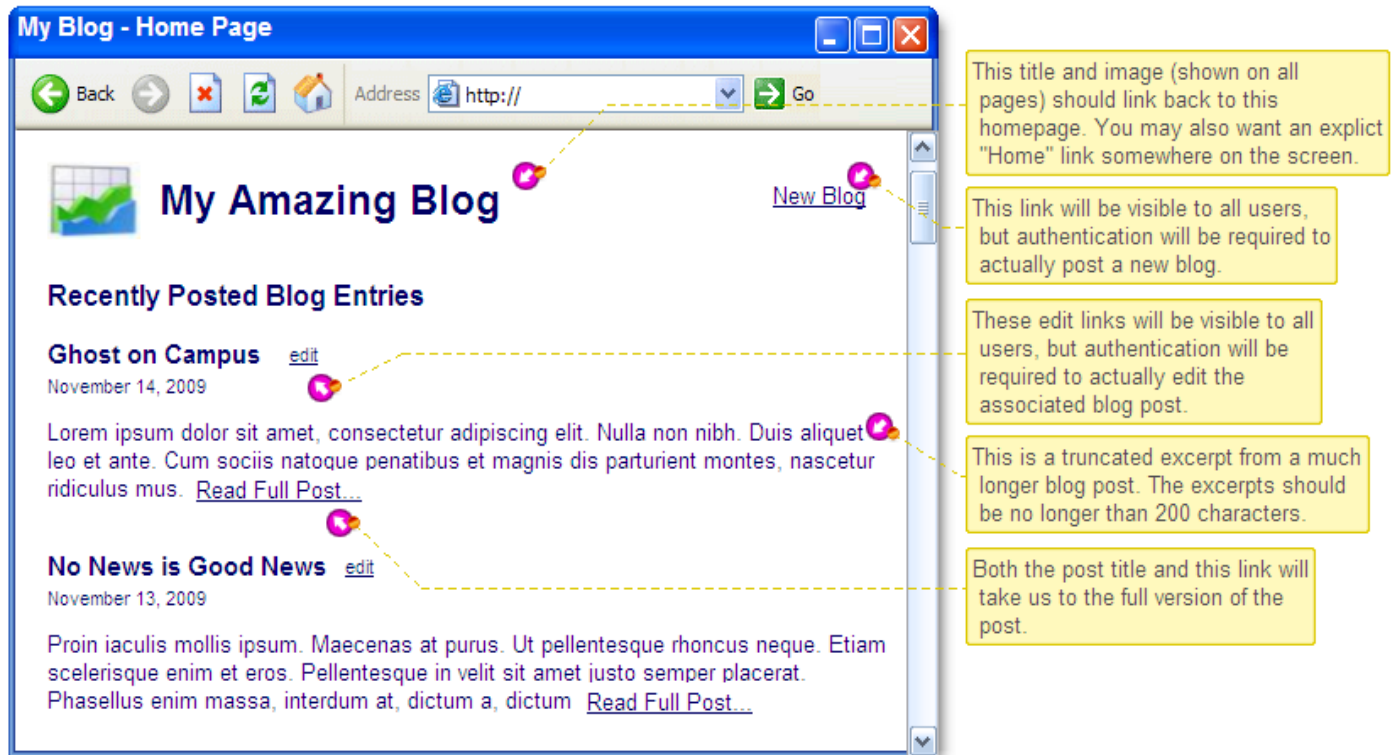 My Blog - Home Page
Back
Address
http://
Go
My Amazing Blog
New Blog
Recently Posted Blog Entries
Ghost on Campus edit
November 14, 2009
Lorem ipsum dolor sit amet, consectetur adipiscing elit. Nulla non nibh. Duis aliquet
leo et ante. Cum sociis natoque penatibus et magnis dis parturient montes, nascetur
ridiculus mus. Read Full Post...
No News is Good News edit
November 13, 2009
Proin iaculis mollis ipsum. Maecenas at purus. Ut pellentesque rhoncus neque. Etiam
scelerisque enim et eros. Pellentesque in velit sit amet justo semper placerat.
Phasellus enim massa, interdum at, dictum a, dictum Read Full Post...
This title and image (shown on all
pages) should link back to this
homepage. You may also want an explict
"Home" link somewhere on the screen.
This link will be visible to all users,
but authentication will be required to
actually post a new blog.
These edit links will be visible to all
users, but authentication will be
required to actually edit the
associated blog post.
This is a truncated excerpt from a much
longer blog post. The excerpts should
be no longer than 200 characters.
Both the post title and this link will
take us to the full version of the
post.